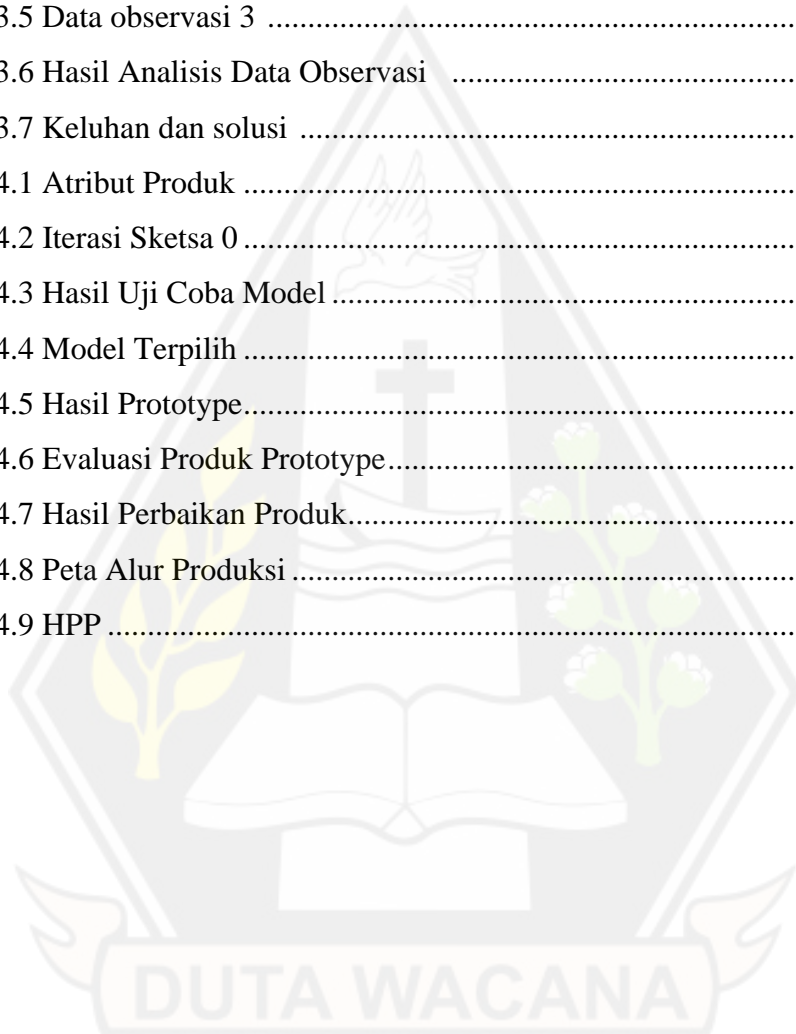 3.5 Data observasi 3 ..........................................................................
3.6 Hasil Analisis Data Observasi ................................................
3.7 Keluhan dan solusi ......................................................................
4.1 Atribut Produk .............................................................................
4.2 Iterasi Sketsa 0 .............................................................................
4.3 Hasil Uji Coba Model .................................................................
4.4 Model Terpilih .............................................................................
4.5 Hasil Prototype.............................................................................
4.6 Evaluasi Produk Prototype..........................................................
4.7 Hasil Perbaikan Produk...............................................................
4.8 Peta Alur Produksi ......................................................................
4.9 HPP ...............................................................................................
DUTA WACANA